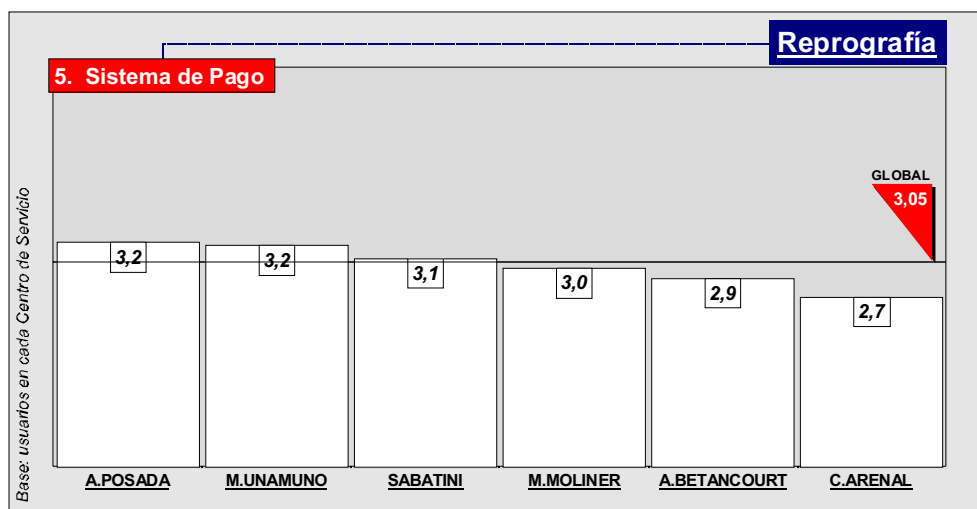 Reprografía
5. Sistema de Pago
GLOBAL
3,05
3,2
3,2
3,1
3,0
2,9
2,7
Base: usuarios en cada Centro de Servicio
A.POSADA
M.UNAMUNO
SABATINI
M.MOLINER
A.BETANCOURT
C.ARENAL